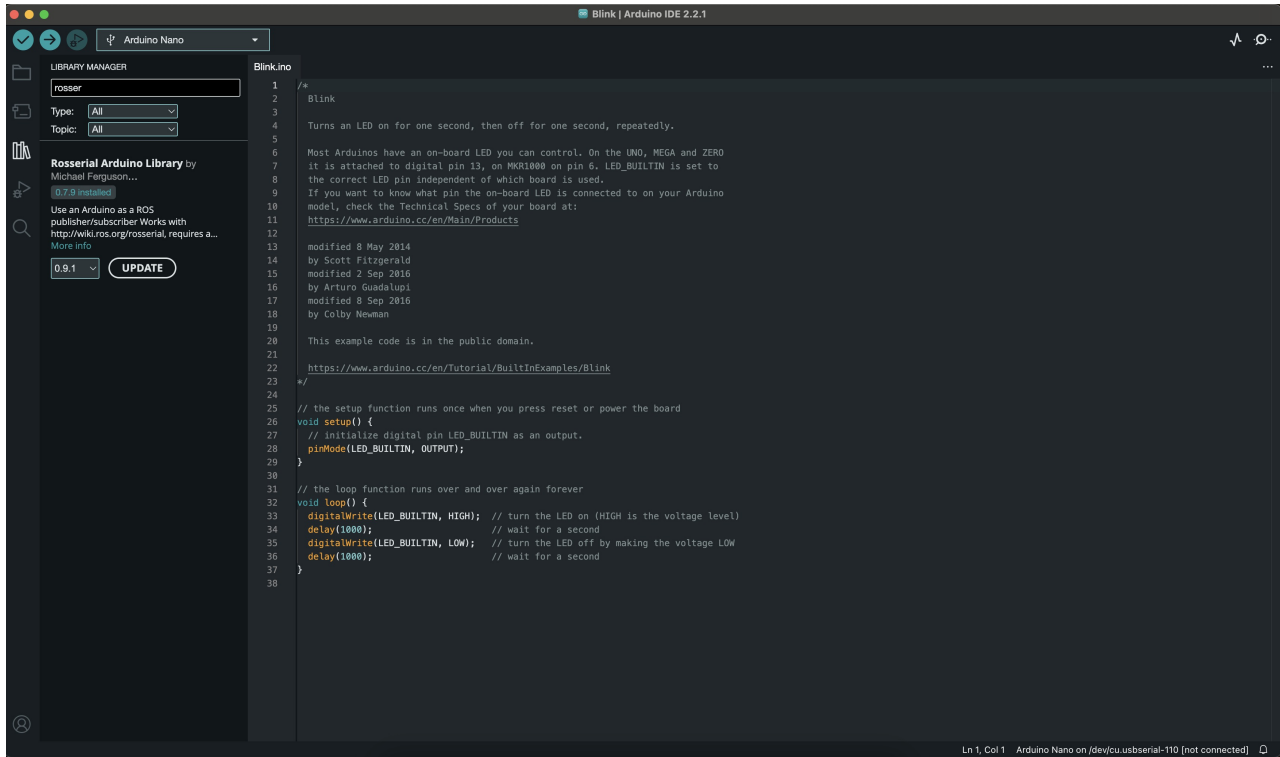 Blink | Arduino IDE 2.2.1
Arduino Nano
LIBRARY MANAGER
rosser
Type: All
Topic: All
Rosserial Arduino Library by
Michael Ferguson...
0.7.9 installed
Use an Arduino as a ROS
publisher/subscriber Works with
http://wiki.ros.org/rosserial, requires a...
More info
0.9.1 UPDATE
Blink.ino
1 /*
2 Blink
3
4 Turns an LED on for one second, then off for one second, repeatedly.
5
6 Most Arduinos have an on-board LED you can control. On the UNO, MEGA and ZERO
7 it is attached to digital pin 13, on MKR1000 on pin 6. LED_BUILTIN is set to
8 the correct LED pin independent of which board is used.
9 If you want to know what pin the on-board LED is connected to on your Arduino
10 model, check the Technical Specs of your board at:
11 https://www.arduino.cc/en/Main/Products
12
13 modified 8 May 2014
14 by Scott Fitzgerald
15 modified 2 Sep 2016
16 by Arturo Guadalupi
17 modified 8 Sep 2016
18 by Colby Newman
19
20 This example code is in the public domain.
21
22 https://www.arduino.cc/en/Tutorial/BuiltInExamples/Blink
23 */
24
25 // the setup function runs once when you press reset or power the board
26 void setup() {
27 // initialize digital pin LED_BUILTIN as an output.
28 pinMode(LED_BUILTIN, OUTPUT);
29 }
30
31 // the loop function runs over and over again forever
32 void loop() {
33 digitalWrite(LED_BUILTIN, HIGH); // turn the LED on (HIGH is the voltage level)
34 delay(1000); // wait for a second
35 digitalWrite(LED_BUILTIN, LOW); // turn the LED off by making the voltage LOW
36 delay(1000); // wait for a second
37 }
38
Ln 1, Col 1 Arduino Nano on /dev/cu.usbserial-110 [not connected]